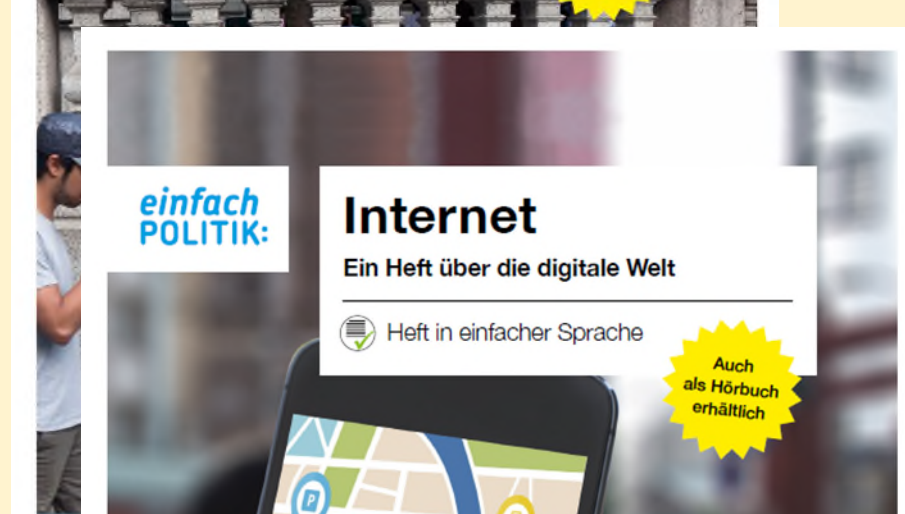 einfach
POLITIK:
Internet
Ein Heft über die digitale Welt
Heft in einfacher Sprache
Auch
als Hörbuch
erhältlich
P